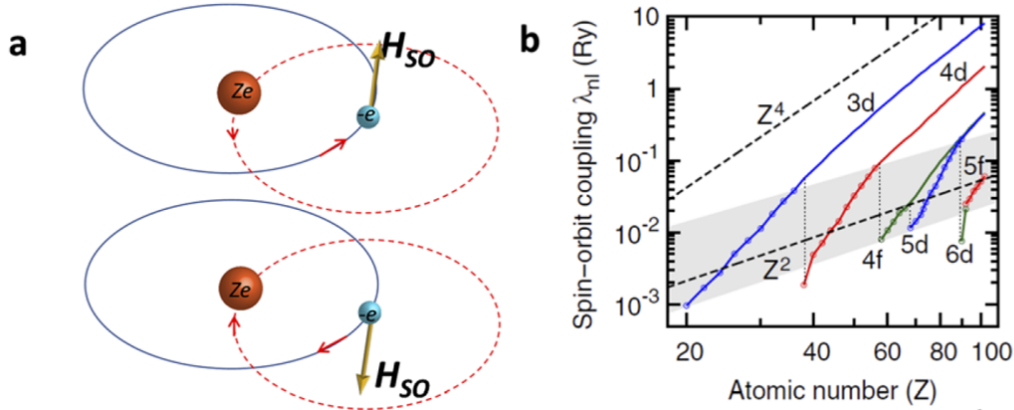 a
H_SO
Ze
-e
Ze
-e
H_SO
b
Spin-orbit coupling λ_nl (Ry)
10
1
10^-1
10^-2
10^-3
Z^4
3d
4d
5f
Z^2
4f
5d
6d
20
40
60
80
100
Atomic number (Z)